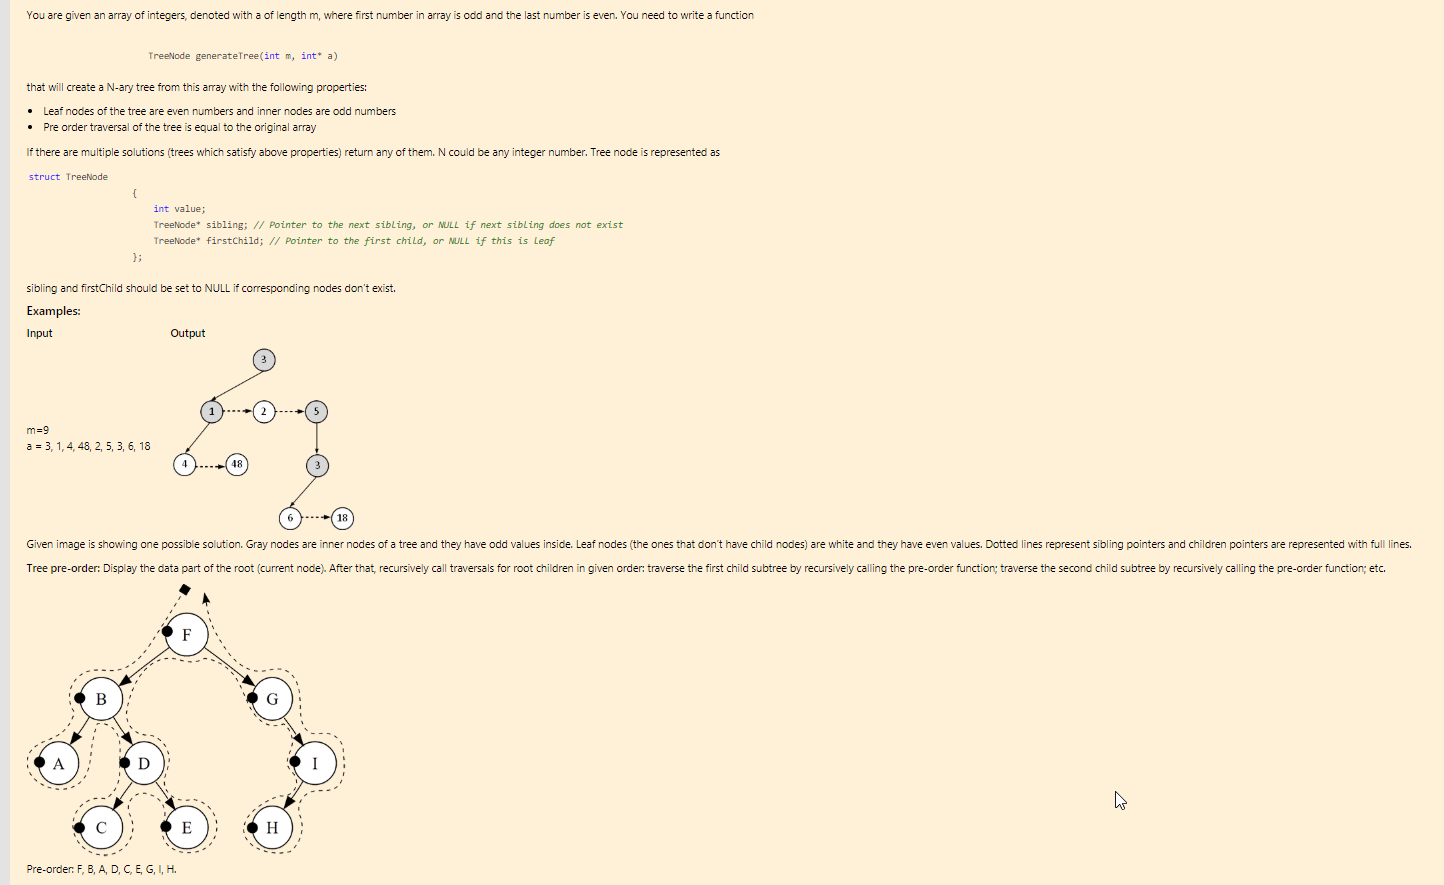 You are given an array of integers, denoted with a of length m, where first number in array is odd and the last number is even. You need to write a function
TreeNode generateTree(int m, int* a)
that will create a N-ary tree from this array with the following properties:
• Leaf nodes of the tree are even numbers and inner nodes are odd numbers
• Pre order traversal of the tree is equal to the original array
If there are multiple solutions (trees which satisfy above properties) return any of them. N could be any integer number. Tree node is represented as
struct TreeNode
{
int value;
TreeNode* sibling; // Pointer to the next sibling, or NULL if next sibling does not exist
TreeNode* firstChild; // Pointer to the first child, or NULL if this is leaf
};
sibling and firstChild should be set to NULL if corresponding nodes don't exist.
Examples:
Input Output
3
1 2 5
m=9
a = 3, 1, 4, 48, 2, 5, 3, 6, 18
4 48 3
6 18
Given image is showing one possible solution. Gray nodes are inner nodes of a tree and they have odd values inside. Leaf nodes (the ones that don't have child nodes) are white and they have even values. Dotted lines represent sibling pointers and children pointers are represented with full lines.
Tree pre-order: Display the data part of the root (current node). After that, recursively call traversals for root children in given order: traverse the first child subtree by recursively calling the pre-order function; traverse the second child subtree by recursively calling the pre-order function; etc.
F
B G
A D I
C E H
Pre-order: F, B, A, D, C, E, G, I, H.